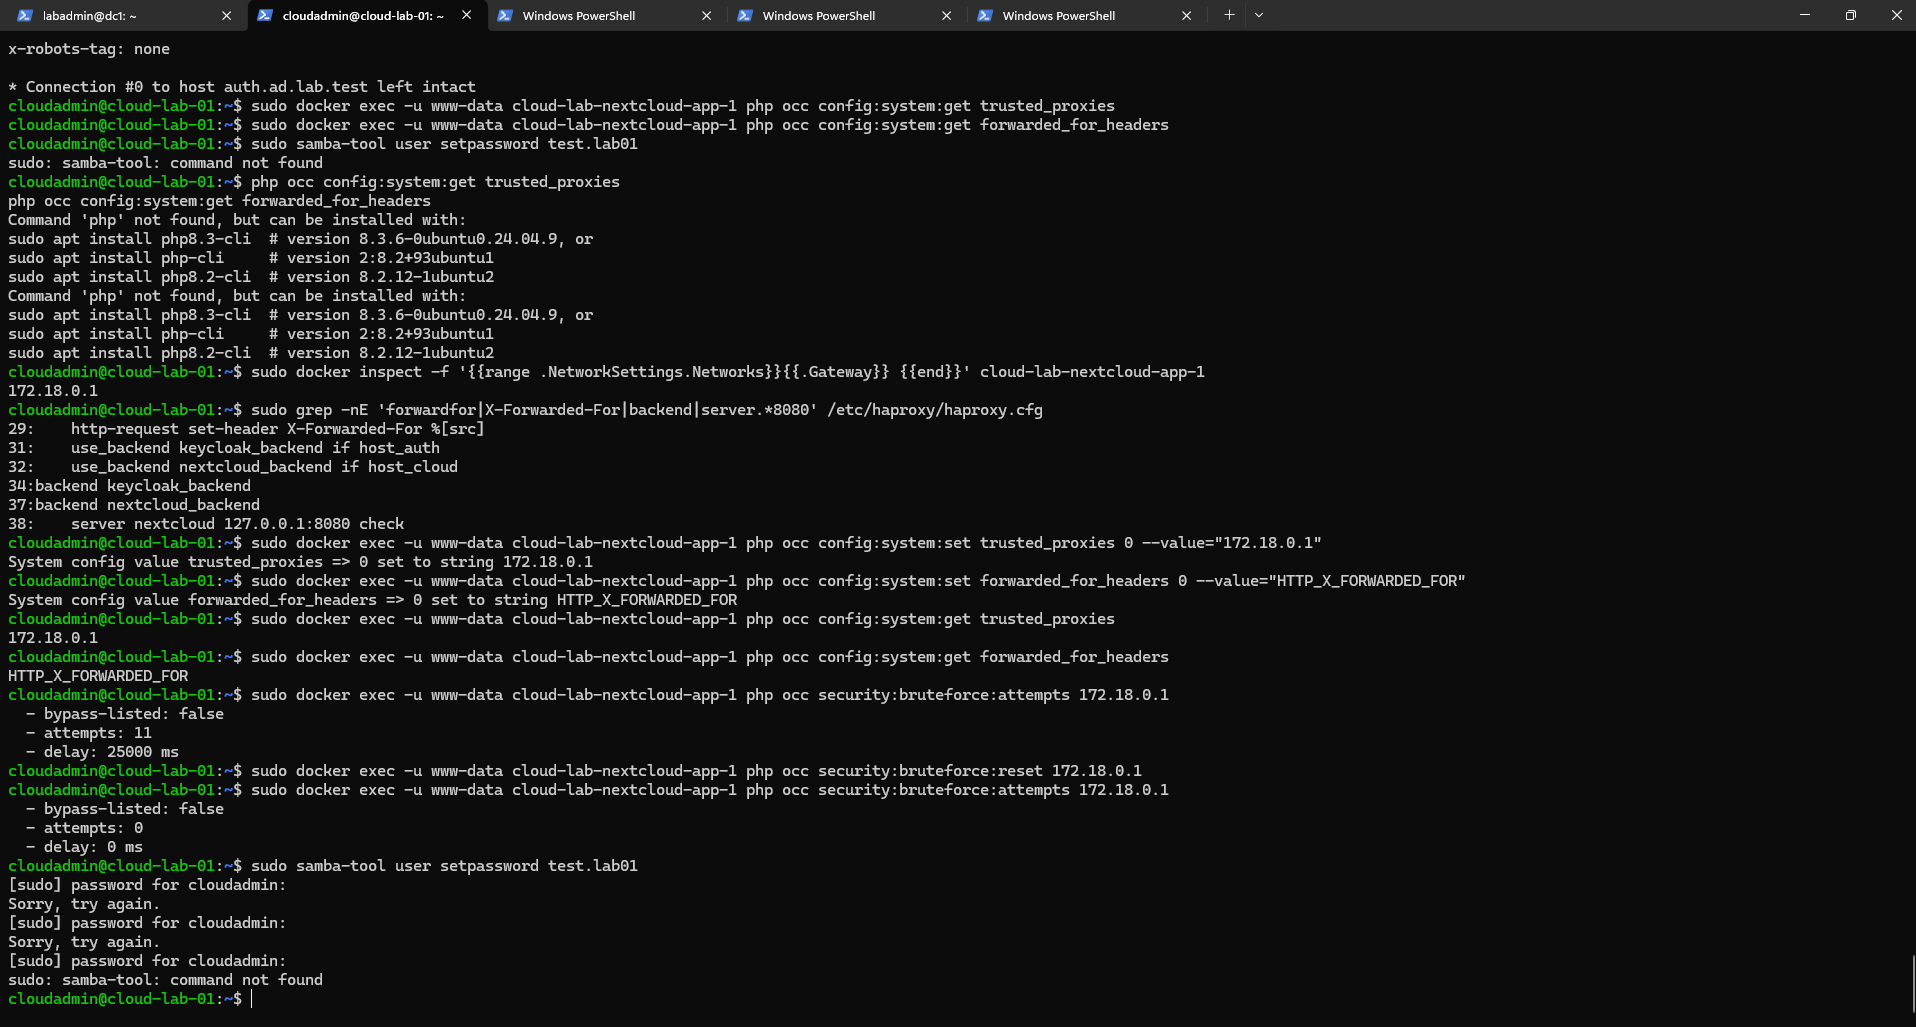 labadmin@dc1: ~
cloudadmin@cloud-lab-01: ~
Windows PowerShell
Windows PowerShell
Windows PowerShell
x-robots-tag: none
* Connection #0 to host auth.ad.lab.test left intact
cloudadmin@cloud-lab-01:~$ sudo docker exec -u www-data cloud-lab-nextcloud-app-1 php occ config:system:get trusted_proxies
cloudadmin@cloud-lab-01:~$ sudo docker exec -u www-data cloud-lab-nextcloud-app-1 php occ config:system:get forwarded_for_headers
cloudadmin@cloud-lab-01:~$ sudo samba-tool user setpassword test.lab01
sudo: samba-tool: command not found
cloudadmin@cloud-lab-01:~$ php occ config:system:get trusted_proxies
php occ config:system:get forwarded_for_headers
Command 'php' not found, but can be installed with:
sudo apt install php8.3-cli  # version 8.3.6-0ubuntu0.24.04.9, or
sudo apt install php-cli     # version 2:8.2+93ubuntu1
sudo apt install php8.2-cli  # version 8.2.12-1ubuntu2
Command 'php' not found, but can be installed with:
sudo apt install php8.3-cli  # version 8.3.6-0ubuntu0.24.04.9, or
sudo apt install php-cli     # version 2:8.2+93ubuntu1
sudo apt install php8.2-cli  # version 8.2.12-1ubuntu2
cloudadmin@cloud-lab-01:~$ sudo docker inspect -f '{{range .NetworkSettings.Networks}}{{.Gateway}} {{end}}' cloud-lab-nextcloud-app-1
172.18.0.1
cloudadmin@cloud-lab-01:~$ sudo grep -nE 'forwardfor|X-Forwarded-For|backend|server.*8080' /etc/haproxy/haproxy.cfg
29:    http-request set-header X-Forwarded-For %[src]
31:    use_backend keycloak_backend if host_auth
32:    use_backend nextcloud_backend if host_cloud
34:backend keycloak_backend
37:backend nextcloud_backend
38:    server nextcloud 127.0.0.1:8080 check
cloudadmin@cloud-lab-01:~$ sudo docker exec -u www-data cloud-lab-nextcloud-app-1 php occ config:system:set trusted_proxies 0 --value="172.18.0.1"
System config value trusted_proxies => 0 set to string 172.18.0.1
cloudadmin@cloud-lab-01:~$ sudo docker exec -u www-data cloud-lab-nextcloud-app-1 php occ config:system:set forwarded_for_headers 0 --value="HTTP_X_FORWARDED_FOR"
System config value forwarded_for_headers => 0 set to string HTTP_X_FORWARDED_FOR
cloudadmin@cloud-lab-01:~$ sudo docker exec -u www-data cloud-lab-nextcloud-app-1 php occ config:system:get trusted_proxies
172.18.0.1
cloudadmin@cloud-lab-01:~$ sudo docker exec -u www-data cloud-lab-nextcloud-app-1 php occ config:system:get forwarded_for_headers
HTTP_X_FORWARDED_FOR
cloudadmin@cloud-lab-01:~$ sudo docker exec -u www-data cloud-lab-nextcloud-app-1 php occ security:bruteforce:attempts 172.18.0.1
  - bypass-listed: false
  - attempts: 11
  - delay: 25000 ms
cloudadmin@cloud-lab-01:~$ sudo docker exec -u www-data cloud-lab-nextcloud-app-1 php occ security:bruteforce:reset 172.18.0.1
cloudadmin@cloud-lab-01:~$ sudo docker exec -u www-data cloud-lab-nextcloud-app-1 php occ security:bruteforce:attempts 172.18.0.1
  - bypass-listed: false
  - attempts: 0
  - delay: 0 ms
cloudadmin@cloud-lab-01:~$ sudo samba-tool user setpassword test.lab01
[sudo] password for cloudadmin:
Sorry, try again.
[sudo] password for cloudadmin:
Sorry, try again.
[sudo] password for cloudadmin:
sudo: samba-tool: command not found
cloudadmin@cloud-lab-01:~$